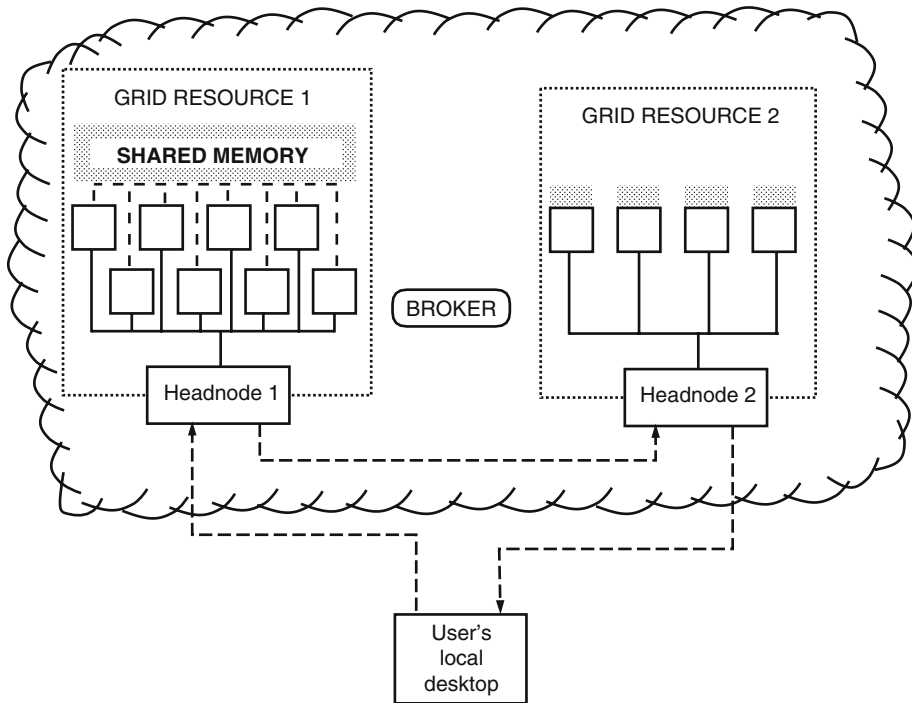 GRID RESOURCE 1
SHARED MEMORY
GRID RESOURCE 2
BROKER
Headnode 1
Headnode 2
User's
local
desktop